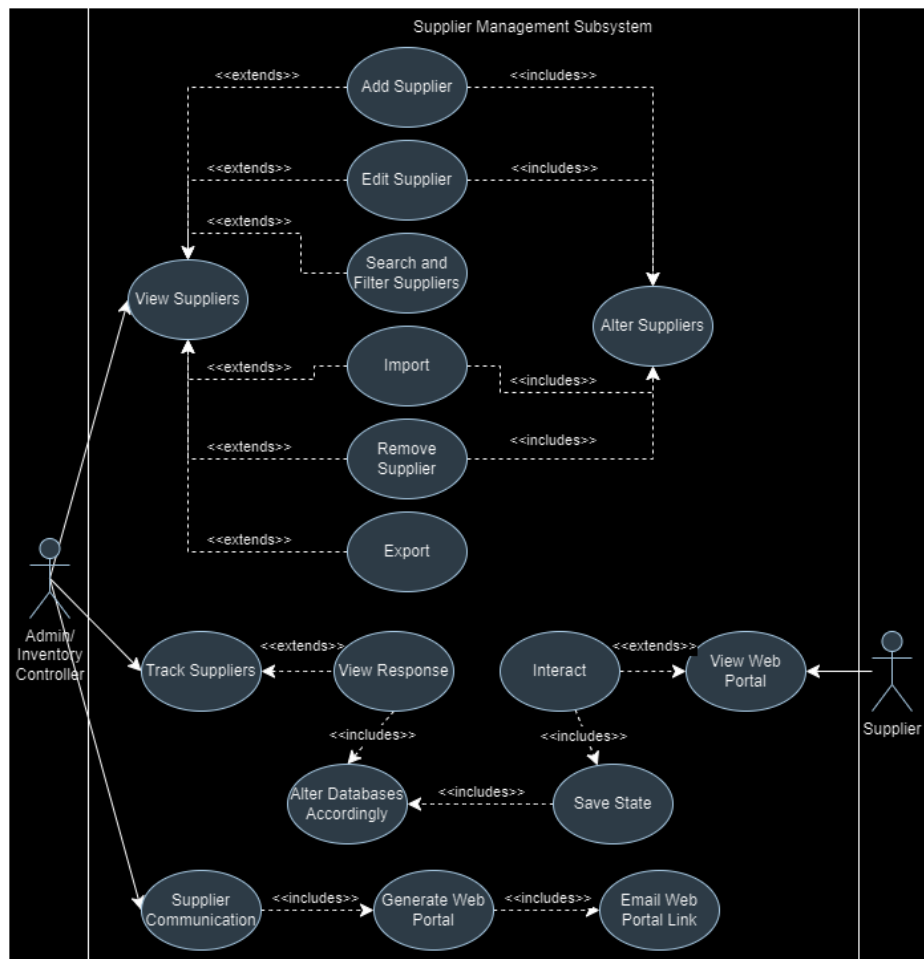 Supplier Management Subsystem
<<extends>>
Add Supplier
<<includes>>
<<extends>>
Edit Supplier
<<includes>>
<<extends>>
Search and
Filter Suppliers
View Suppliers
Alter Suppliers
<<extends>>
Import
<<includes>>
<<extends>>
Remove
Supplier
<<includes>>
<<extends>>
Export
Admin/
Inventory
Controller
Track Suppliers
<<extends>>
View Response
Interact
<<extends>>
View Web
Portal
Supplier
<<includes>>
<<includes>>
Alter Databases
Accordingly
<<includes>>
Save State
Supplier
Communication
<<includes>>
Generate Web
Portal
<<includes>>
Email Web
Portal Link